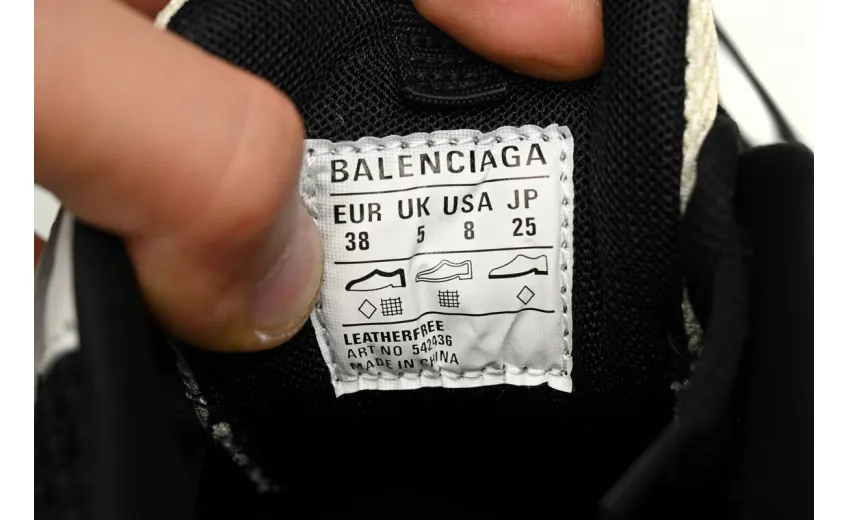 BALENCIAGA
EUR UK USA JP
38 5 8 25
LEATHERFREE
ART NO 542436
MADE IN CHINA